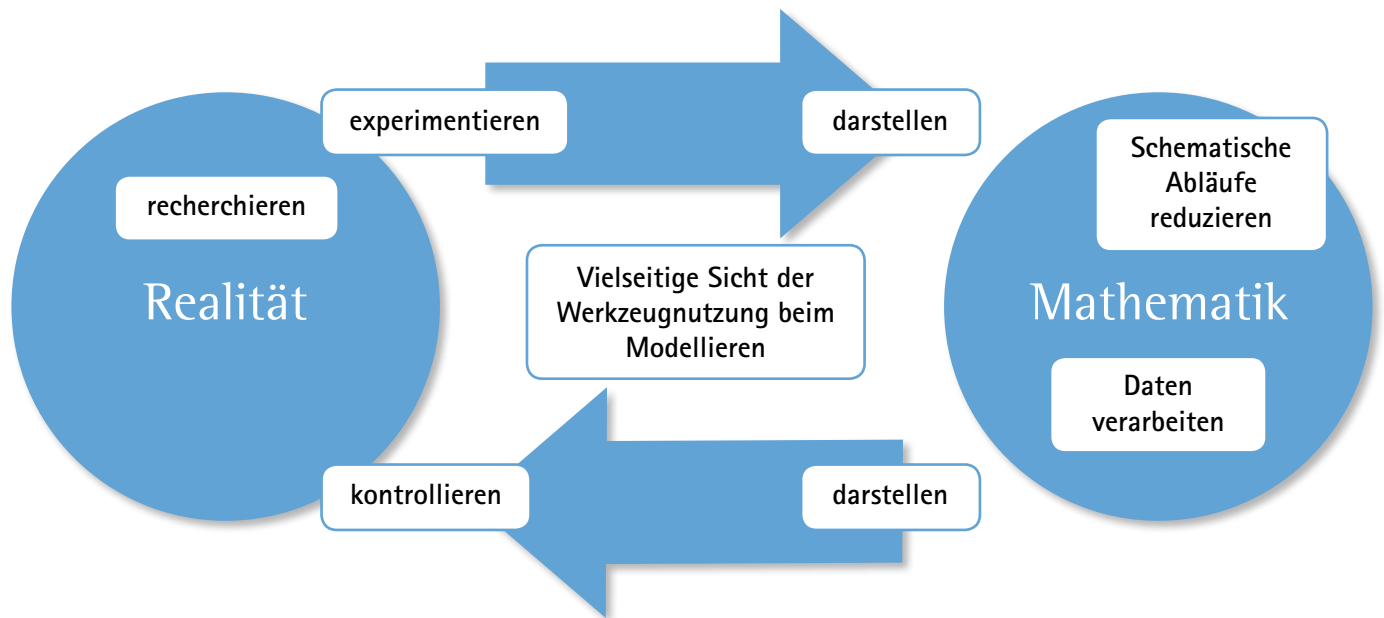 experimentieren
darstellen
recherchieren
Realität
Vielseitige Sicht der
Werkzeugnutzung beim
Modellieren
Schematische
Abläufe
reduzieren
Mathematik
Daten
verarbeiten
kontrollieren
darstellen